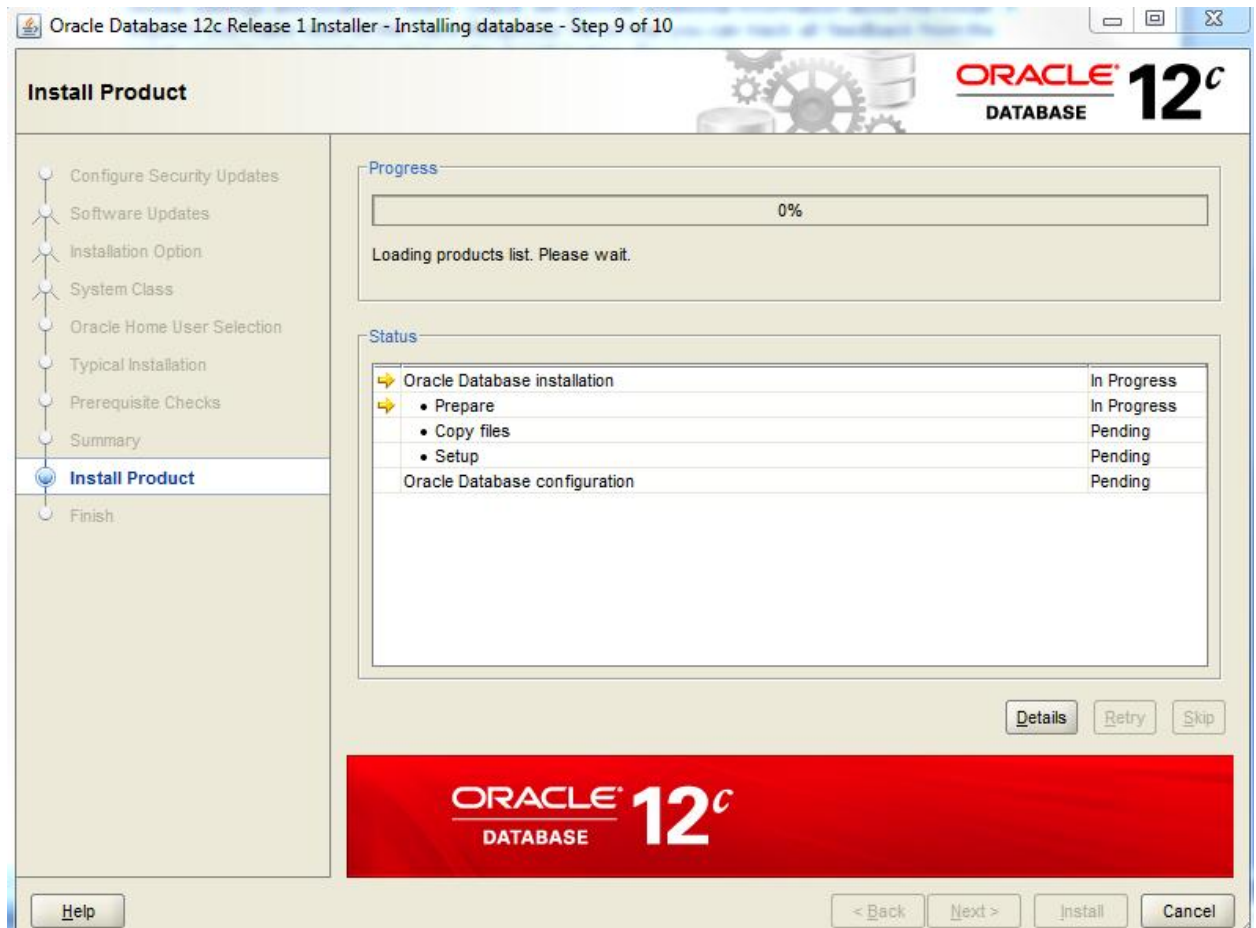 Oracle Database 12c Release 1 Installer - Installing database - Step 9 of 10
Install Product
ORACLE® 12c
DATABASE
Configure Security Updates
Software Updates
Installation Option
System Class
Oracle Home User Selection
Typical Installation
Prerequisite Checks
Summary
Install Product
Finish
Progress
0%
Loading products list. Please wait.
Status
Oracle Database installation In Progress
• Prepare In Progress
• Copy files Pending
• Setup Pending
Oracle Database configuration Pending
Details Retry Skip
ORACLE® 12c
DATABASE
Help < Back Next > Install Cancel